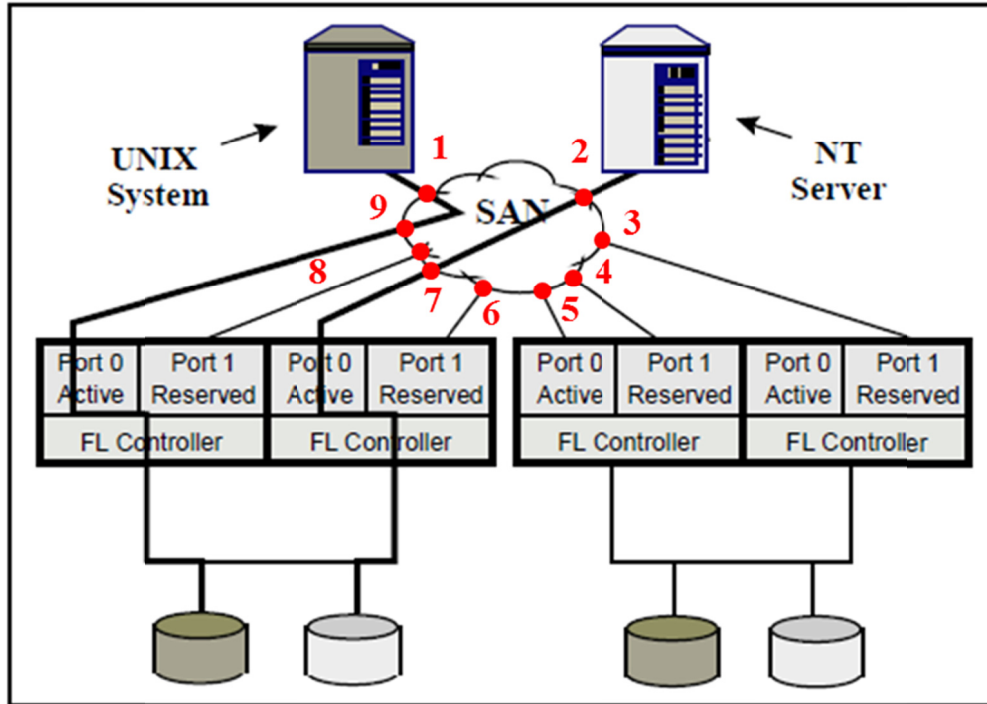 1
2
UNIX
System
NT
Server
9
SAN
3
8
7
6
5
4
Port 0
Active
Port 1
Reserved
Port 0
Active
Port 1
Reserved
Port 0
Active
Port 1
Reserved
Port 0
Active
Port 1
Reserved
FL Controller
FL Controller
FL Controller
FL Controller